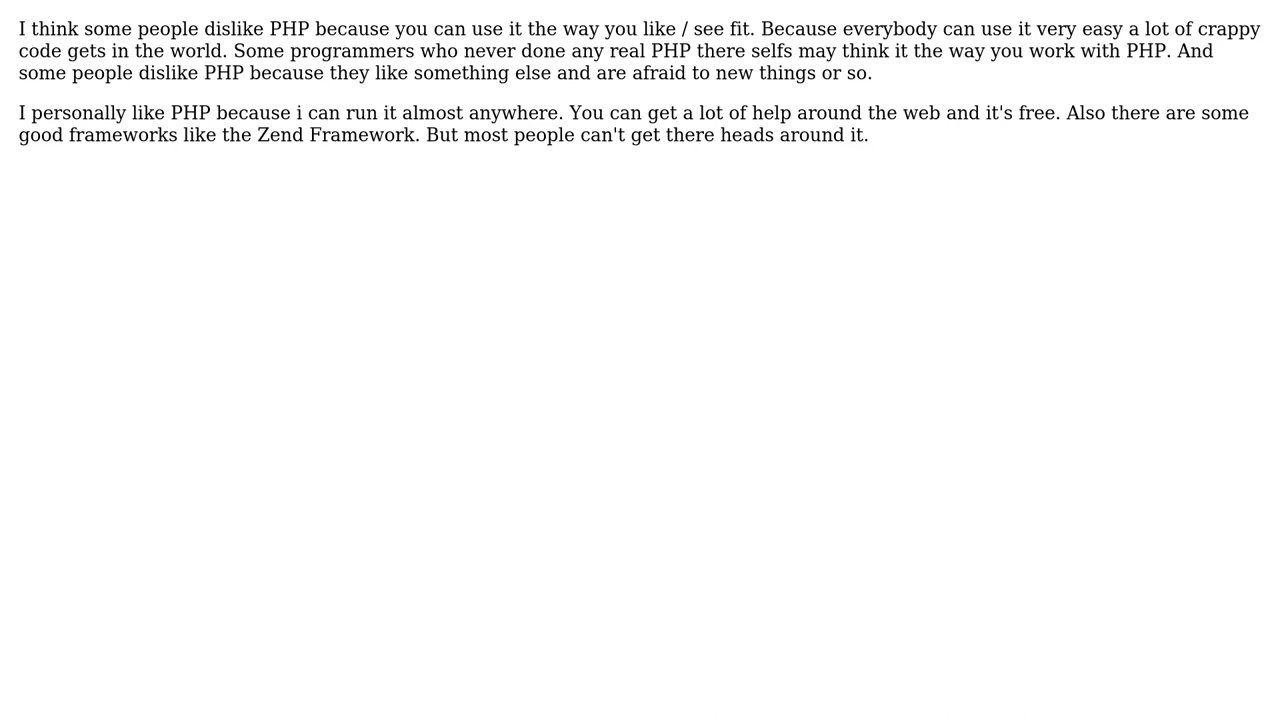 I think some people dislike PHP because you can use it the way you like / see fit. Because everybody can use it very easy a lot of crappy
code gets in the world. Some programmers who never done any real PHP there selfs may think it the way you work with PHP. And
some people dislike PHP because they like something else and are afraid to new things or so.
I personally like PHP because i can run it almost anywhere. You can get a lot of help around the web and it's free. Also there are some
good frameworks like the Zend Framework. But most people can't get there heads around it.